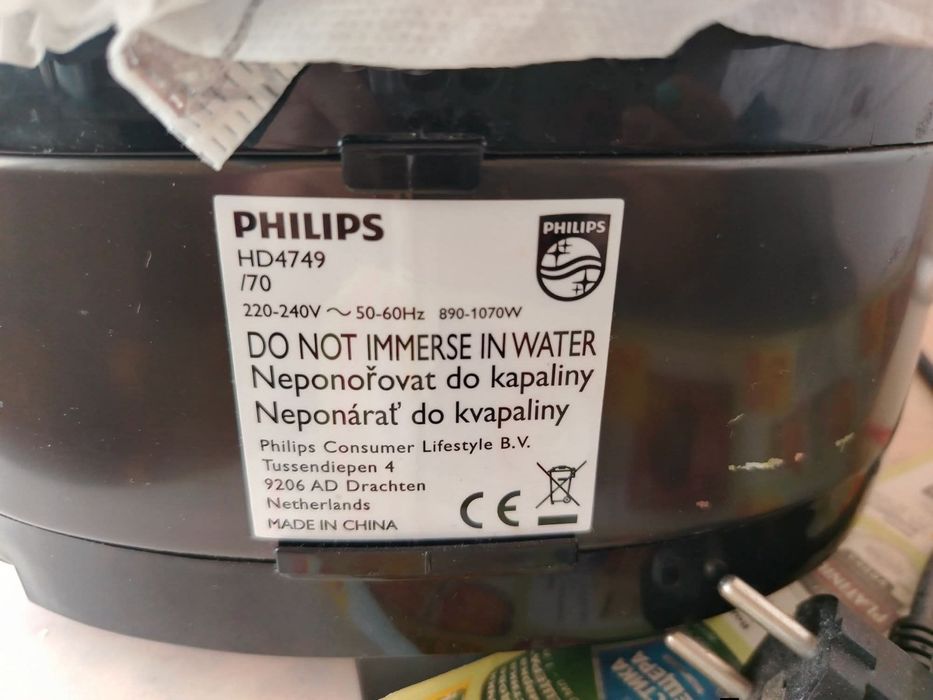 PHILIPS
PHILIPS
HD4749
/70
220-240V ~ 50-60Hz 890-1070W
DO NOT IMMERSE IN WATER
Neponořovat do kapaliny
Neponárať do kvapaliny
Philips Consumer Lifestyle B.V.
Tussendiepen 4
9206 AD Drachten
Netherlands
MADE IN CHINA
CE